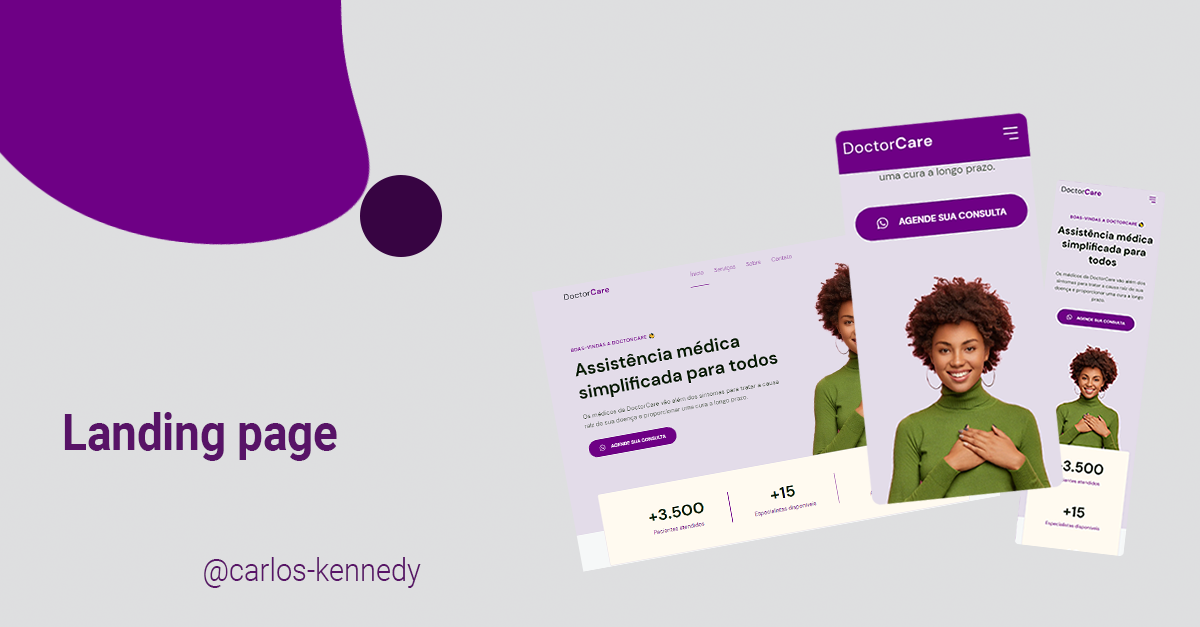 Landing page
@carlos-kennedy
DoctorCare
Início Serviços Sobre Contato
BOAS-VINDAS A DOCTORCARE 👋
Assistência médica
simplificada para todos
Os médicos da DoctorCare vão além dos sintomas para tratar a causa
raiz de sua doença e proporcionar uma cura a longo prazo.
AGENDE SUA CONSULTA
+3.500
Pacientes atendidos
+15
Especialistas disponíveis
DoctorCare
uma cura a longo prazo.
AGENDE SUA CONSULTA
DoctorCare
BOAS-VINDAS A DOCTORCARE 👋
Assistência médica
simplificada para
todos
Os médicos da DoctorCare vão além dos
sintomas para tratar a causa raiz de sua
doença e proporcionar uma cura a longo
prazo.
AGENDE SUA CONSULTA
3.500
atendidos
+15
Especialistas disponíveis